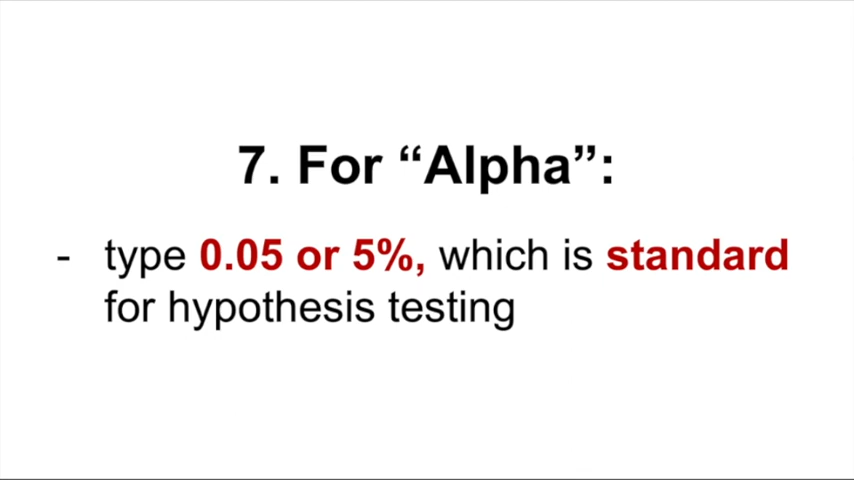 7. For “Alpha”:
- type 0.05 or 5%, which is standard
for hypothesis testing